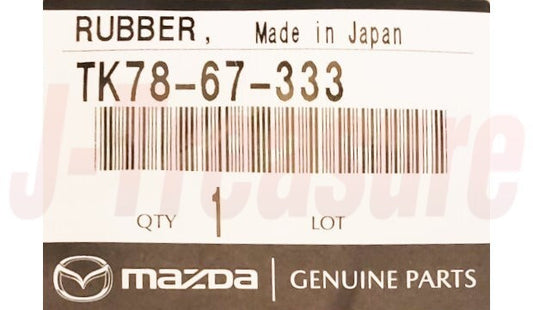 RUBBER, Made in Japan
TK78-67-333
J-Treasure
QTY 1 LOT
mazda GENUINE PARTS